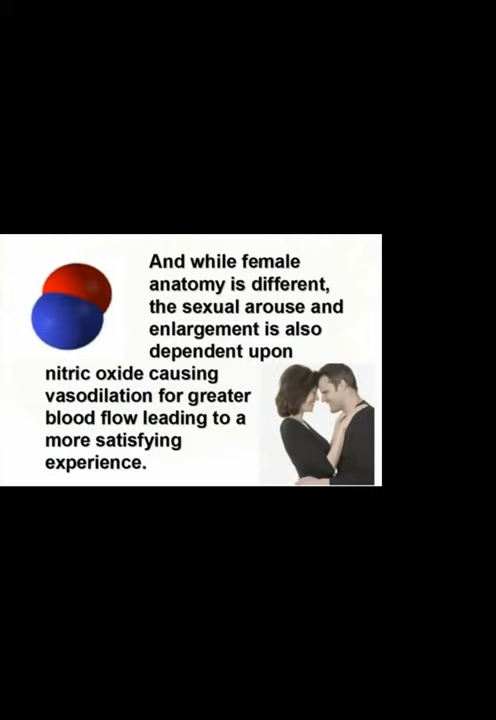 And while female
anatomy is different,
the sexual arouse and
enlargement is also
dependent upon
nitric oxide causing
vasodilation for greater
blood flow leading to a
more satisfying
experience.